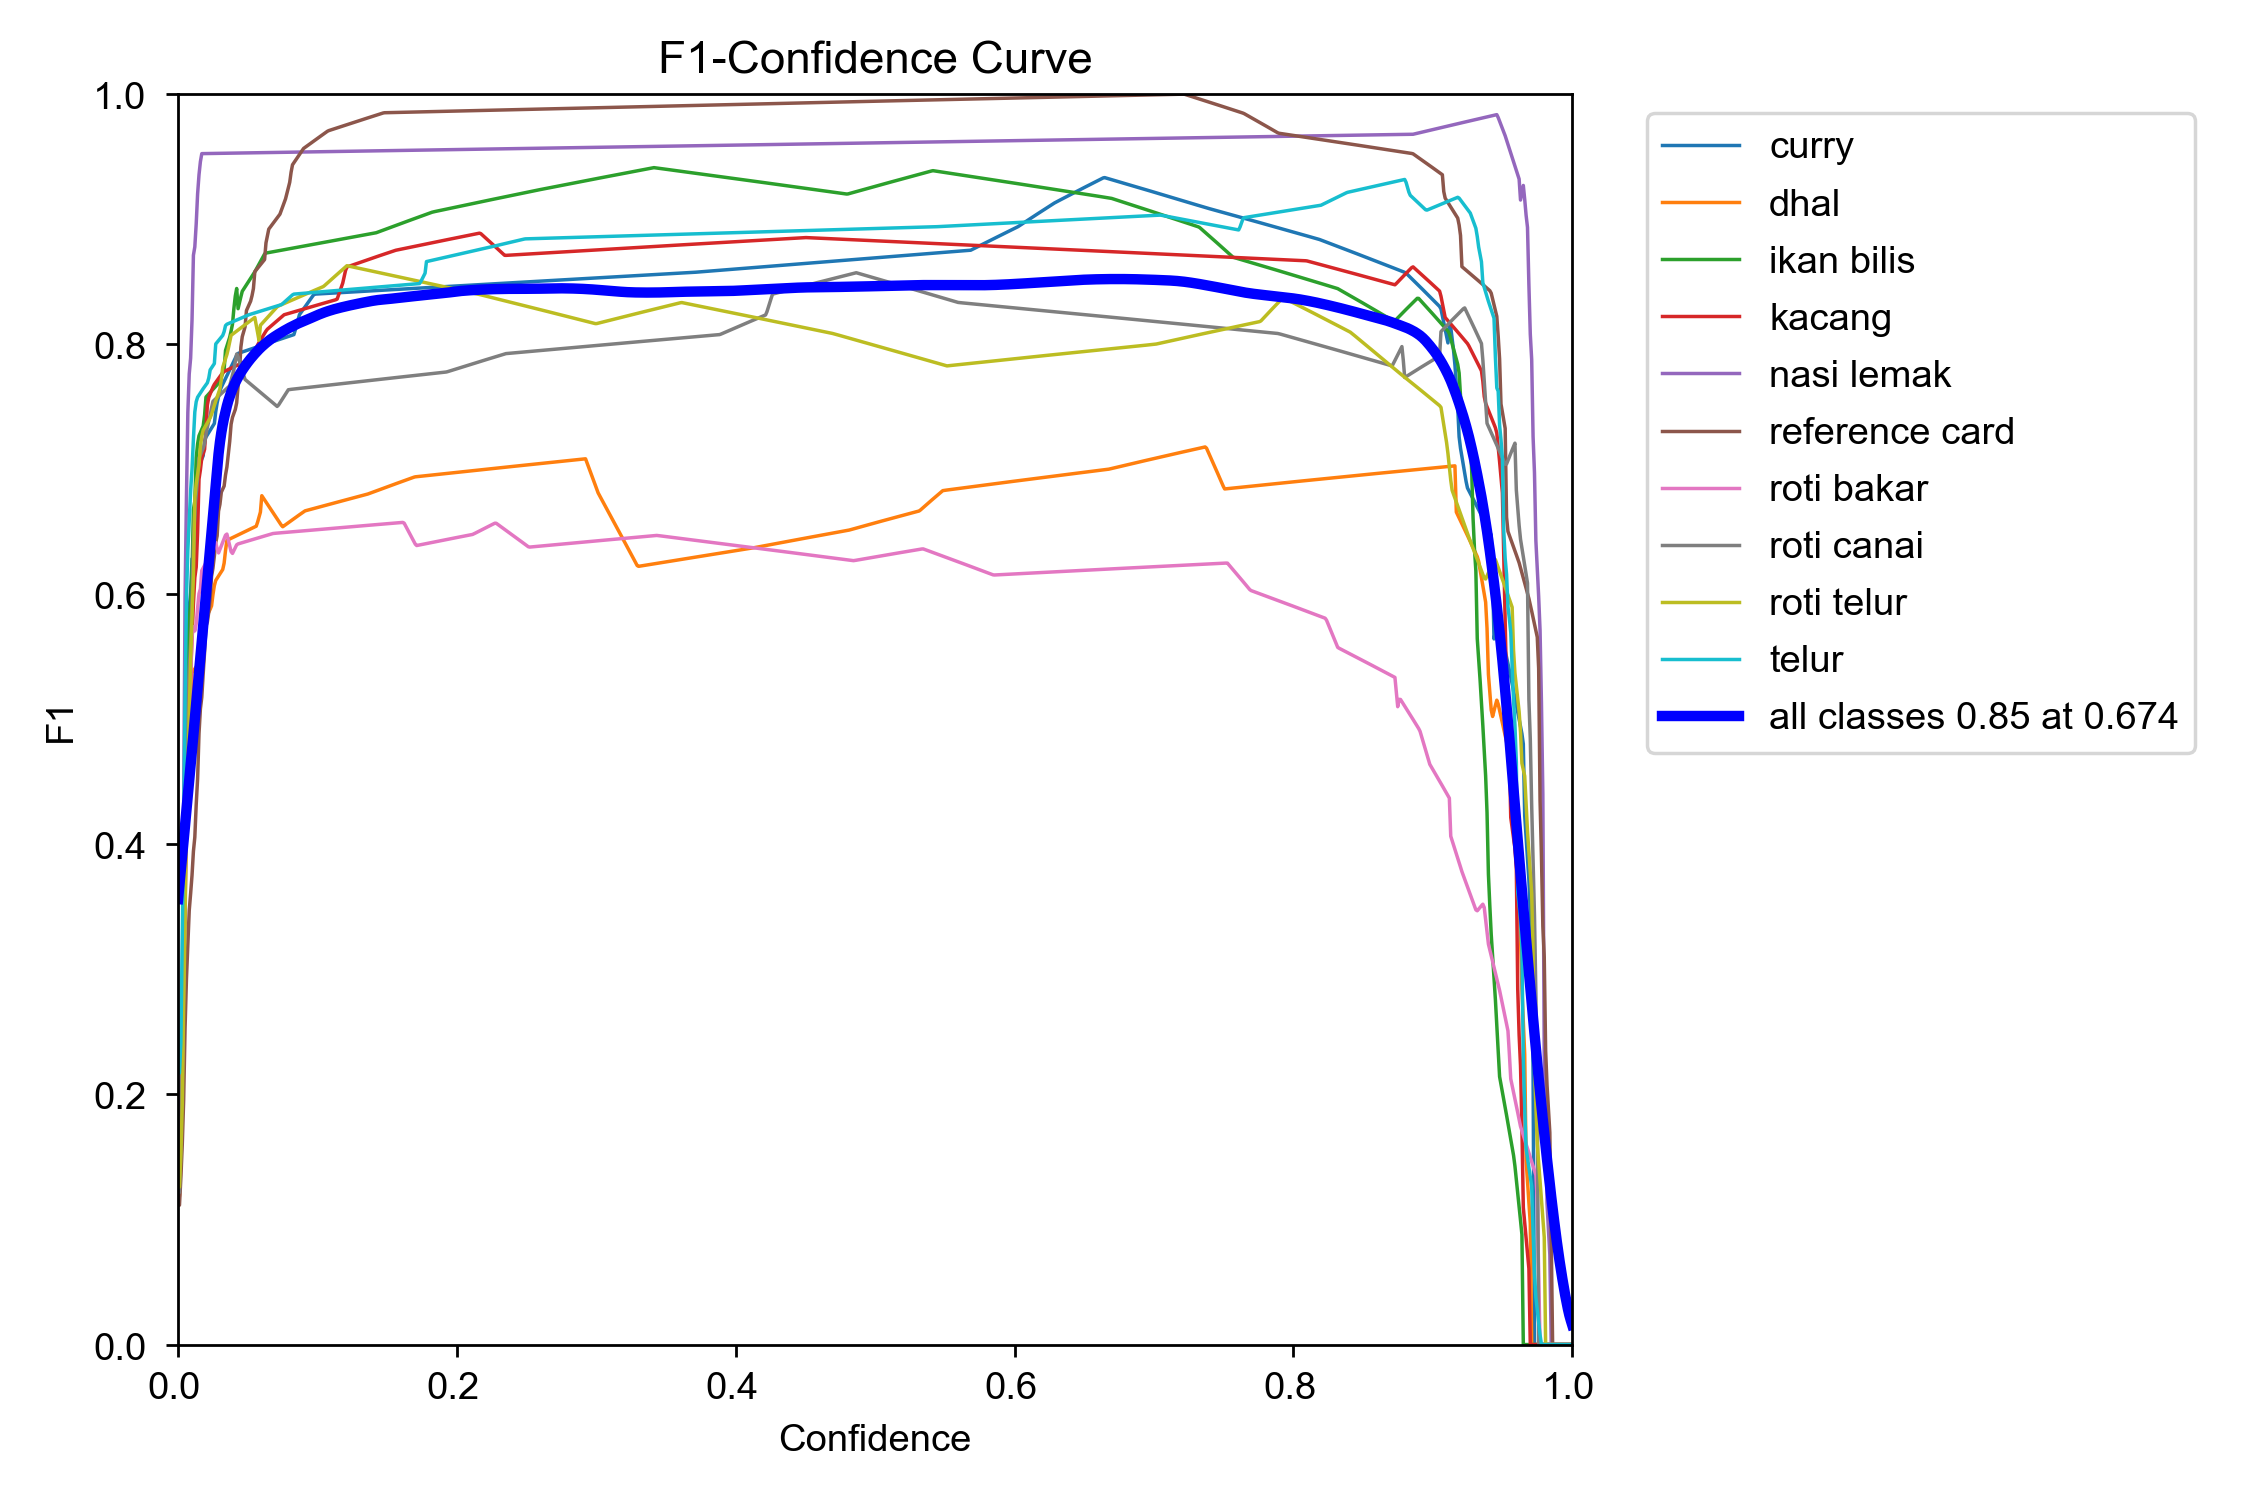 F1-Confidence Curve
1.0
0.8
0.6
0.4
0.2
0.0
F1
0.0 0.2 0.4 0.6 0.8 1.0
Confidence
curry
dhal
ikan bilis
kacang
nasi lemak
reference card
roti bakar
roti canai
roti telur
telur
all classes 0.85 at 0.674